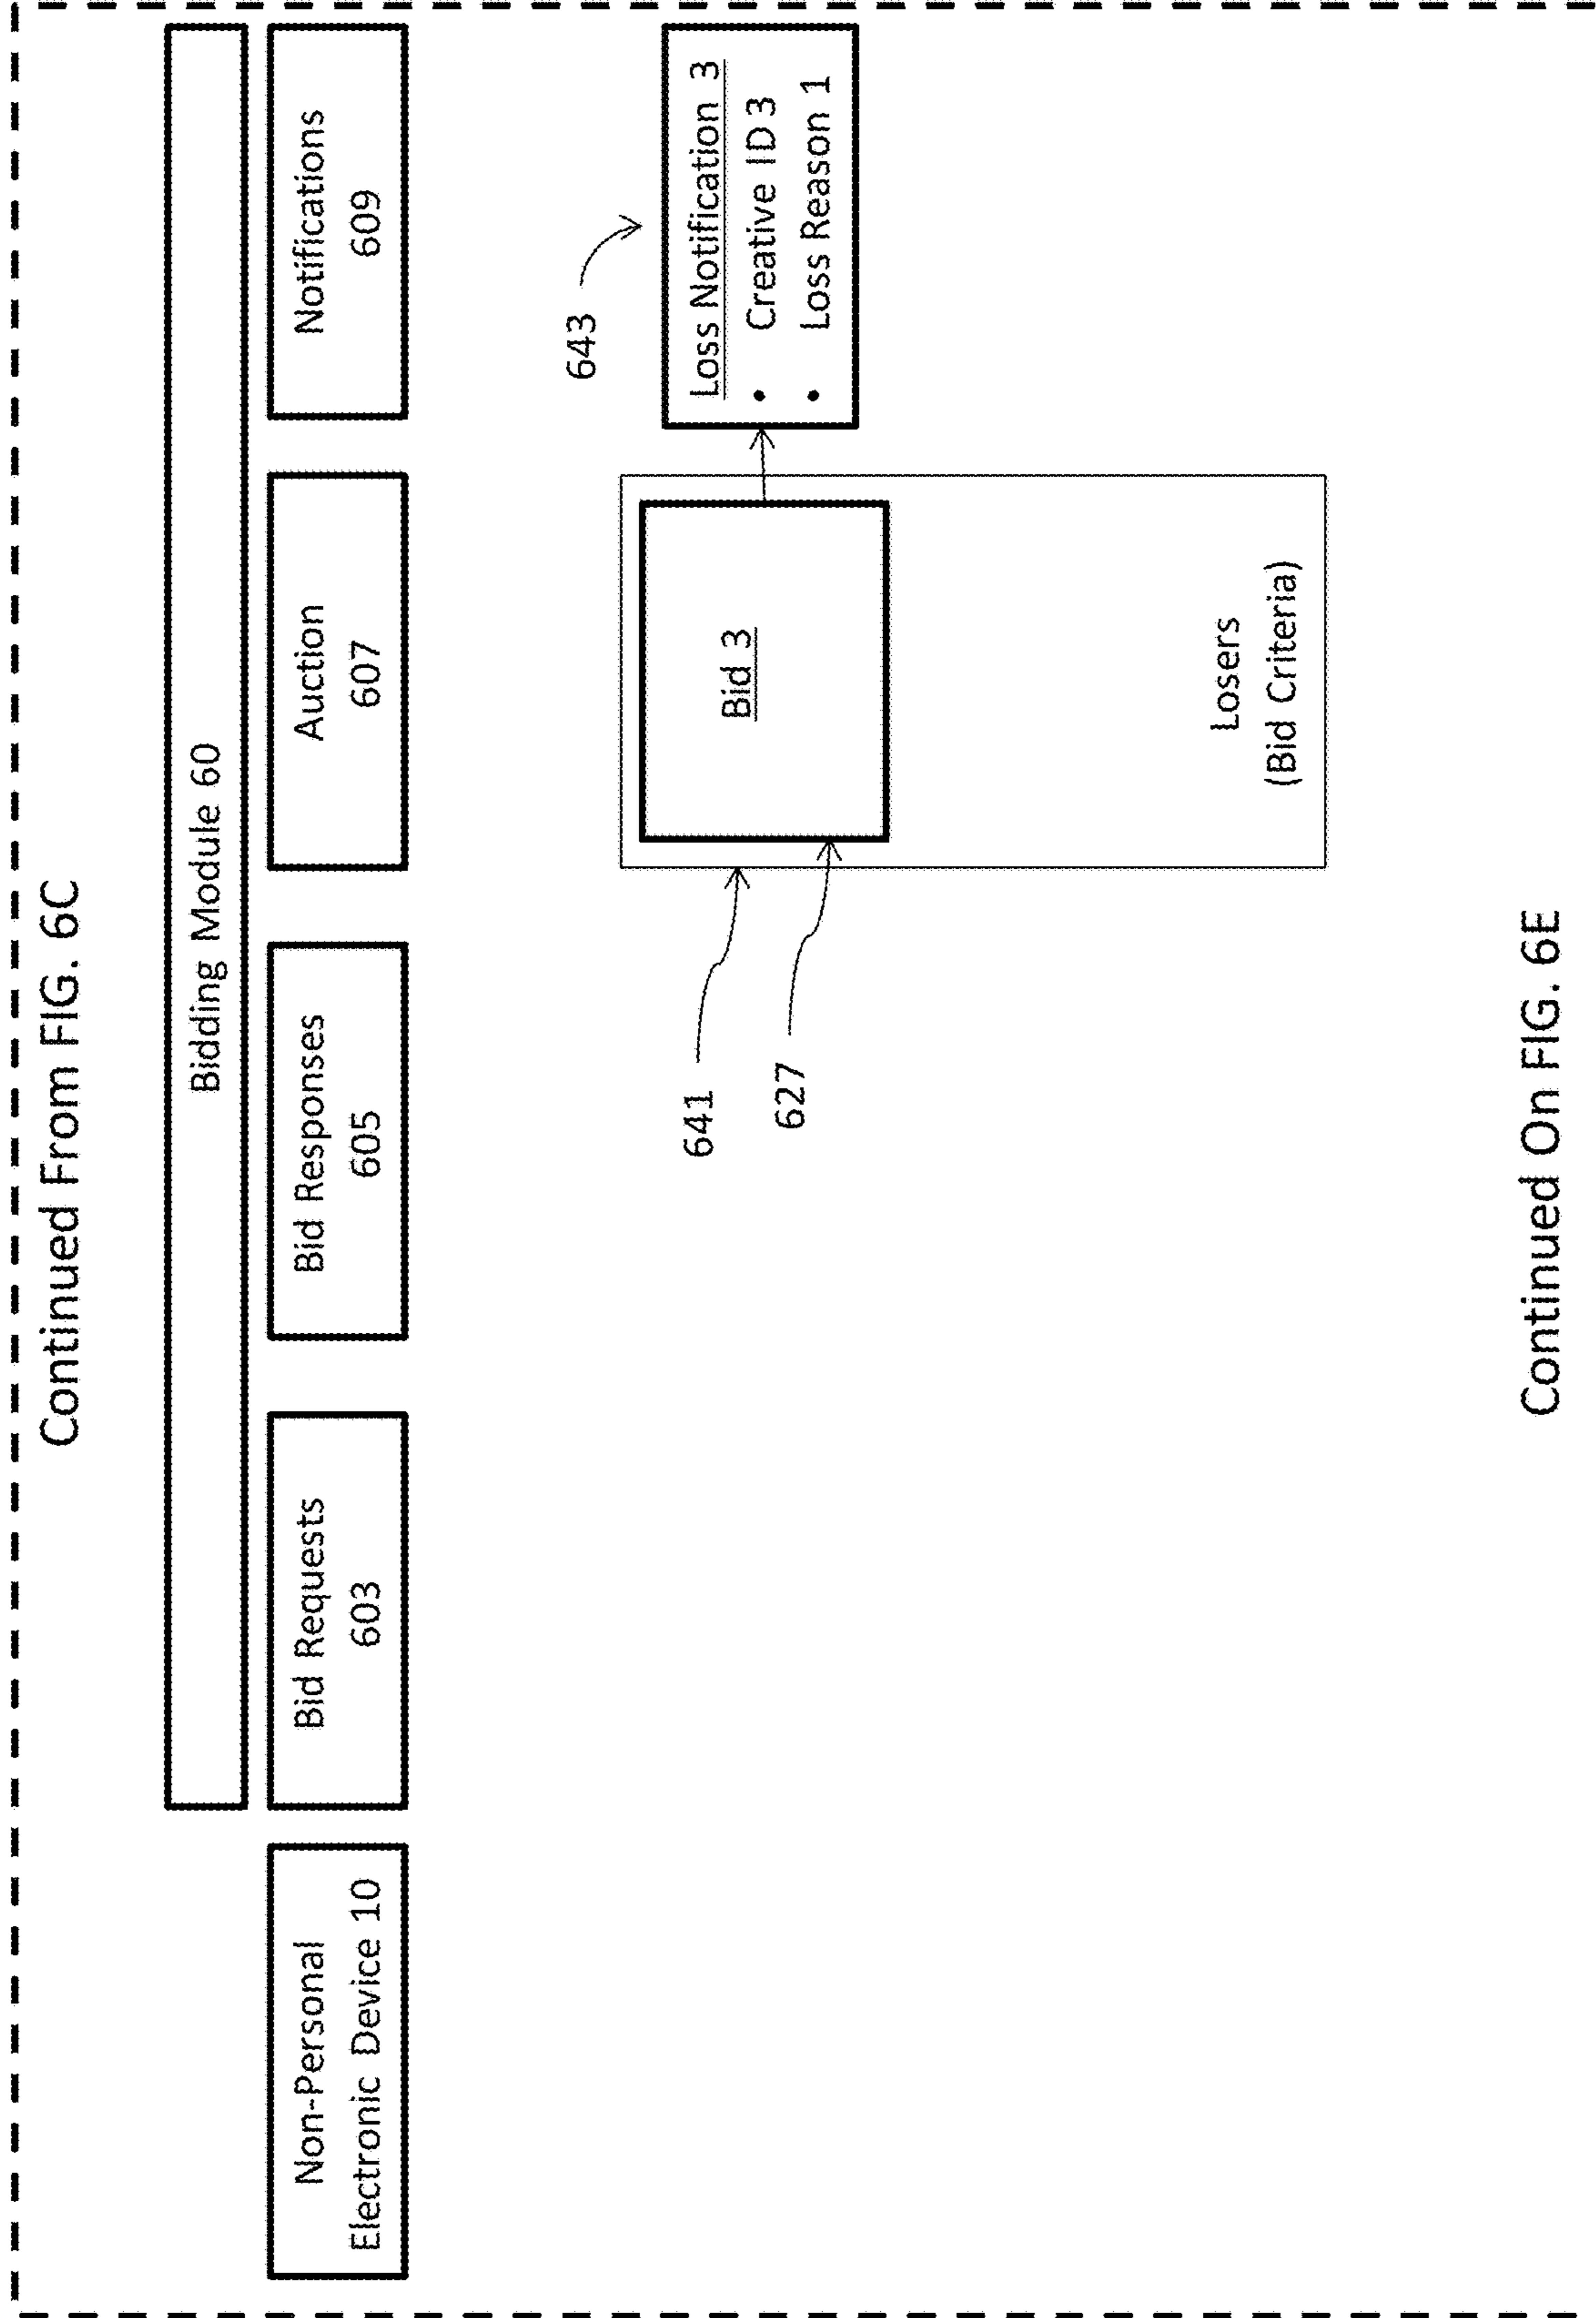 Continued From FIG. 6C
Bidding Module 60
Non-Personal
Electronic Device 10
Bid Requests
603
Bid Responses
605
Auction
607
Notifications
609
643
641
627
Bid 3
Losers
(Bid Criteria)
Loss Notification 3
• Creative ID 3
• Loss Reason 1
Continued On FIG. 6E